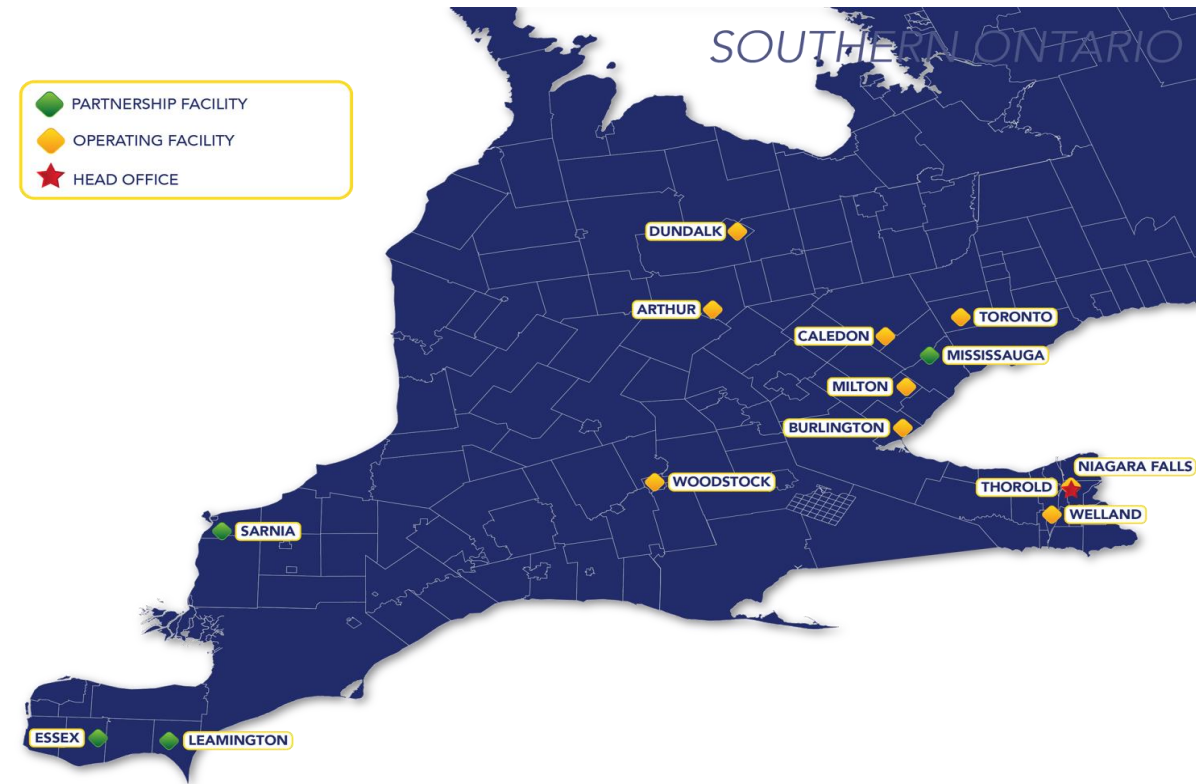 SOUTHERN ONTARIO
PARTNERSHIP FACILITY
OPERATING FACILITY
HEAD OFFICE
DUNDALK
ARTHUR
TORONTO
CALEDON
MISSISSAUGA
MILTON
BURLINGTON
NIAGARA FALLS
WOODSTOCK
THOROLD
WELLAND
SARNIA
ESSEX
LEAMINGTON